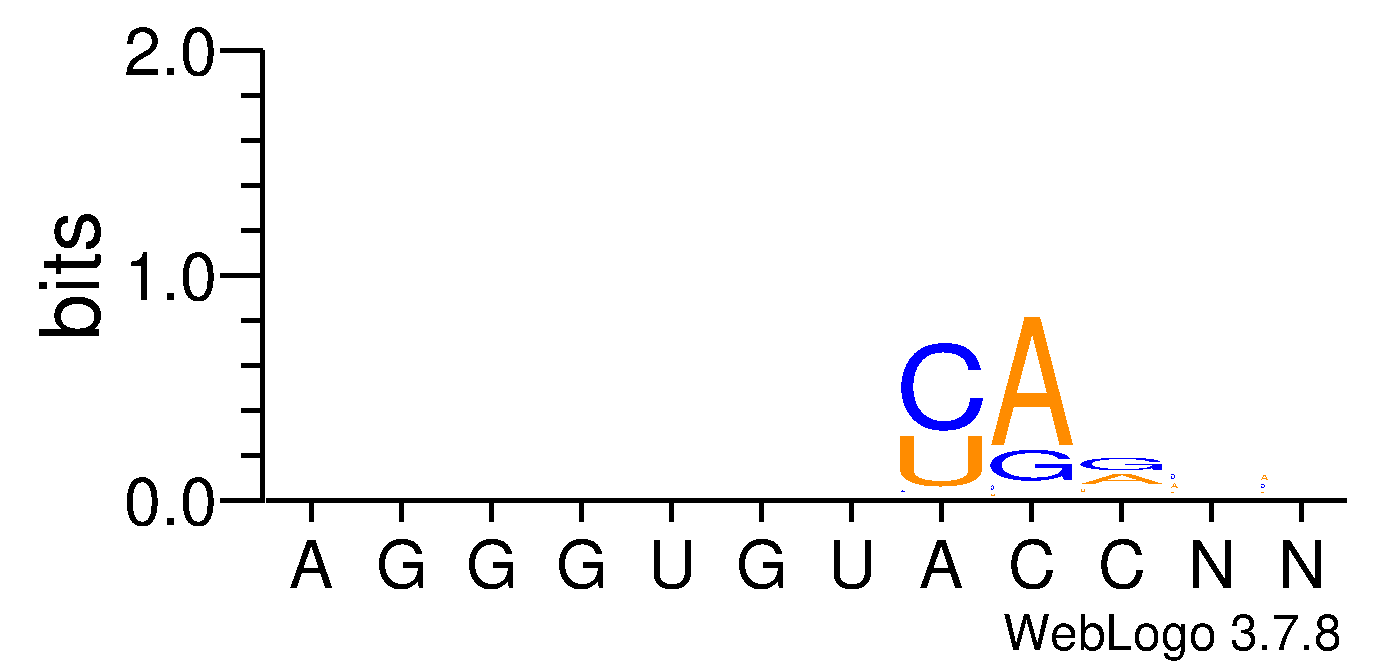 2.0
bits
1.0
0.0
C A
U G G
A
A G G G U G U A C C N N
WebLogo 3.7.8